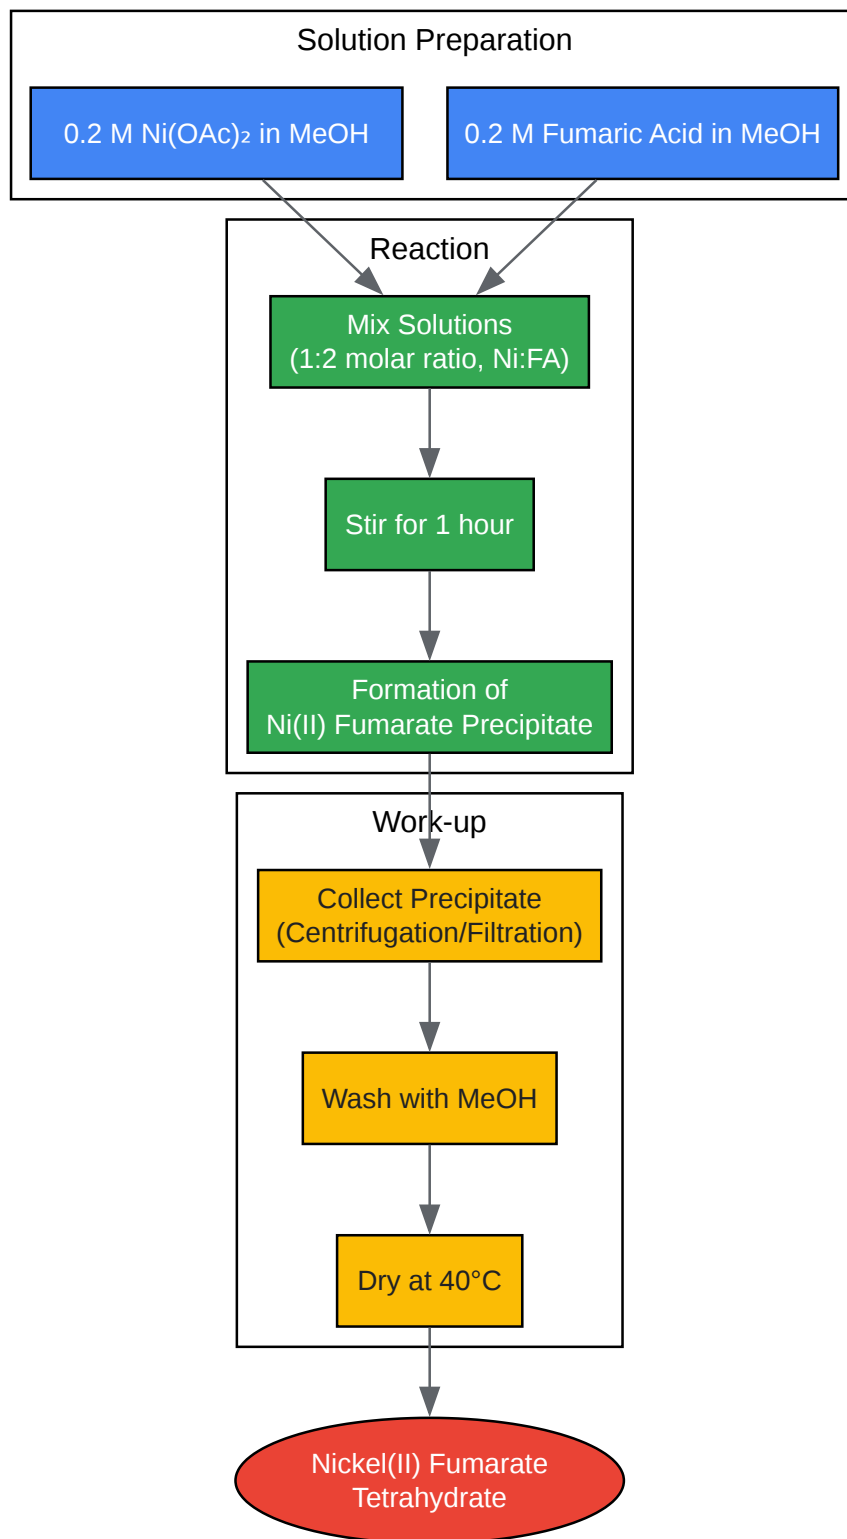 Solution Preparation
0.2 M Ni(OAc)₂ in MeOH
0.2 M Fumaric Acid in MeOH
Reaction
Mix Solutions
(1:2 molar ratio, Ni:FA)
Stir for 1 hour
Formation of
Ni(II) Fumarate Precipitate
Work-up
Collect Precipitate
(Centrifugation/Filtration)
Wash with MeOH
Dry at 40°C
Nickel(II) Fumarate
Tetrahydrate